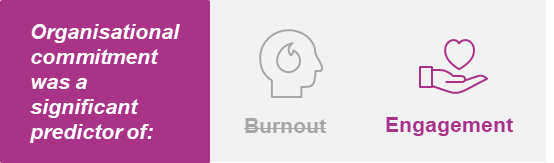 Organisational
commitment
was a
significant
predictor of:
Burnout
Engagement